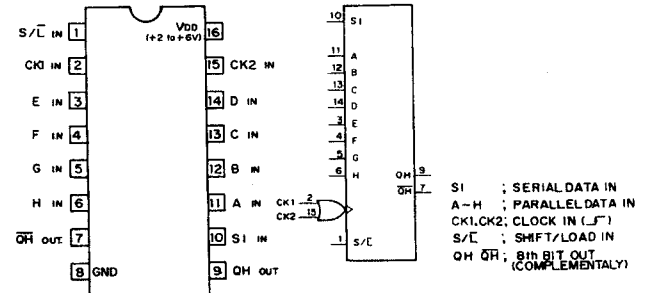 S/L̅ IN 1
VDD
(+2 to +6V)
16
CK1 IN 2
15 CK2 IN
E IN 3
14 D IN
F IN 4
13 C IN
G IN 5
12 B IN
H IN 6
11 A IN
Q̅H̅ OUT 7
10 SI IN
8 GND
9 QH OUT
10 SI
11 A
12 B
13 C
14 D
3 E
4 F
5 G
6 H
QH 9
Q̅H̅ 7
CK1 2
CK2 15
1 S/L̅
SI ; SERIAL DATA IN
A~H ; PARALLEL DATA IN
CK1,CK2; CLOCK IN (_∫‾)
S/L̅ ; SHIFT/LOAD IN
QH Q̅H̅ ; 8th BIT OUT
(COMPLEMENTALY)